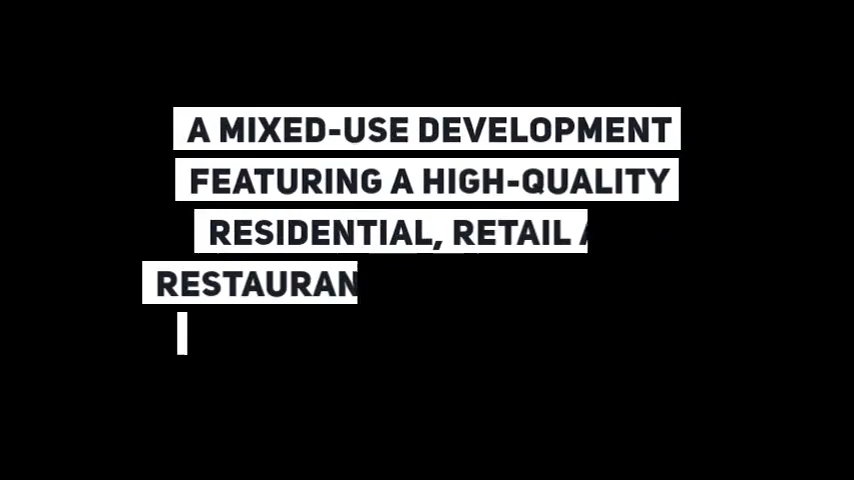 A MIXED-USE DEVELOPMENT
FEATURING A HIGH-QUALITY
RESIDENTIAL, RETAIL
RESTAURAN